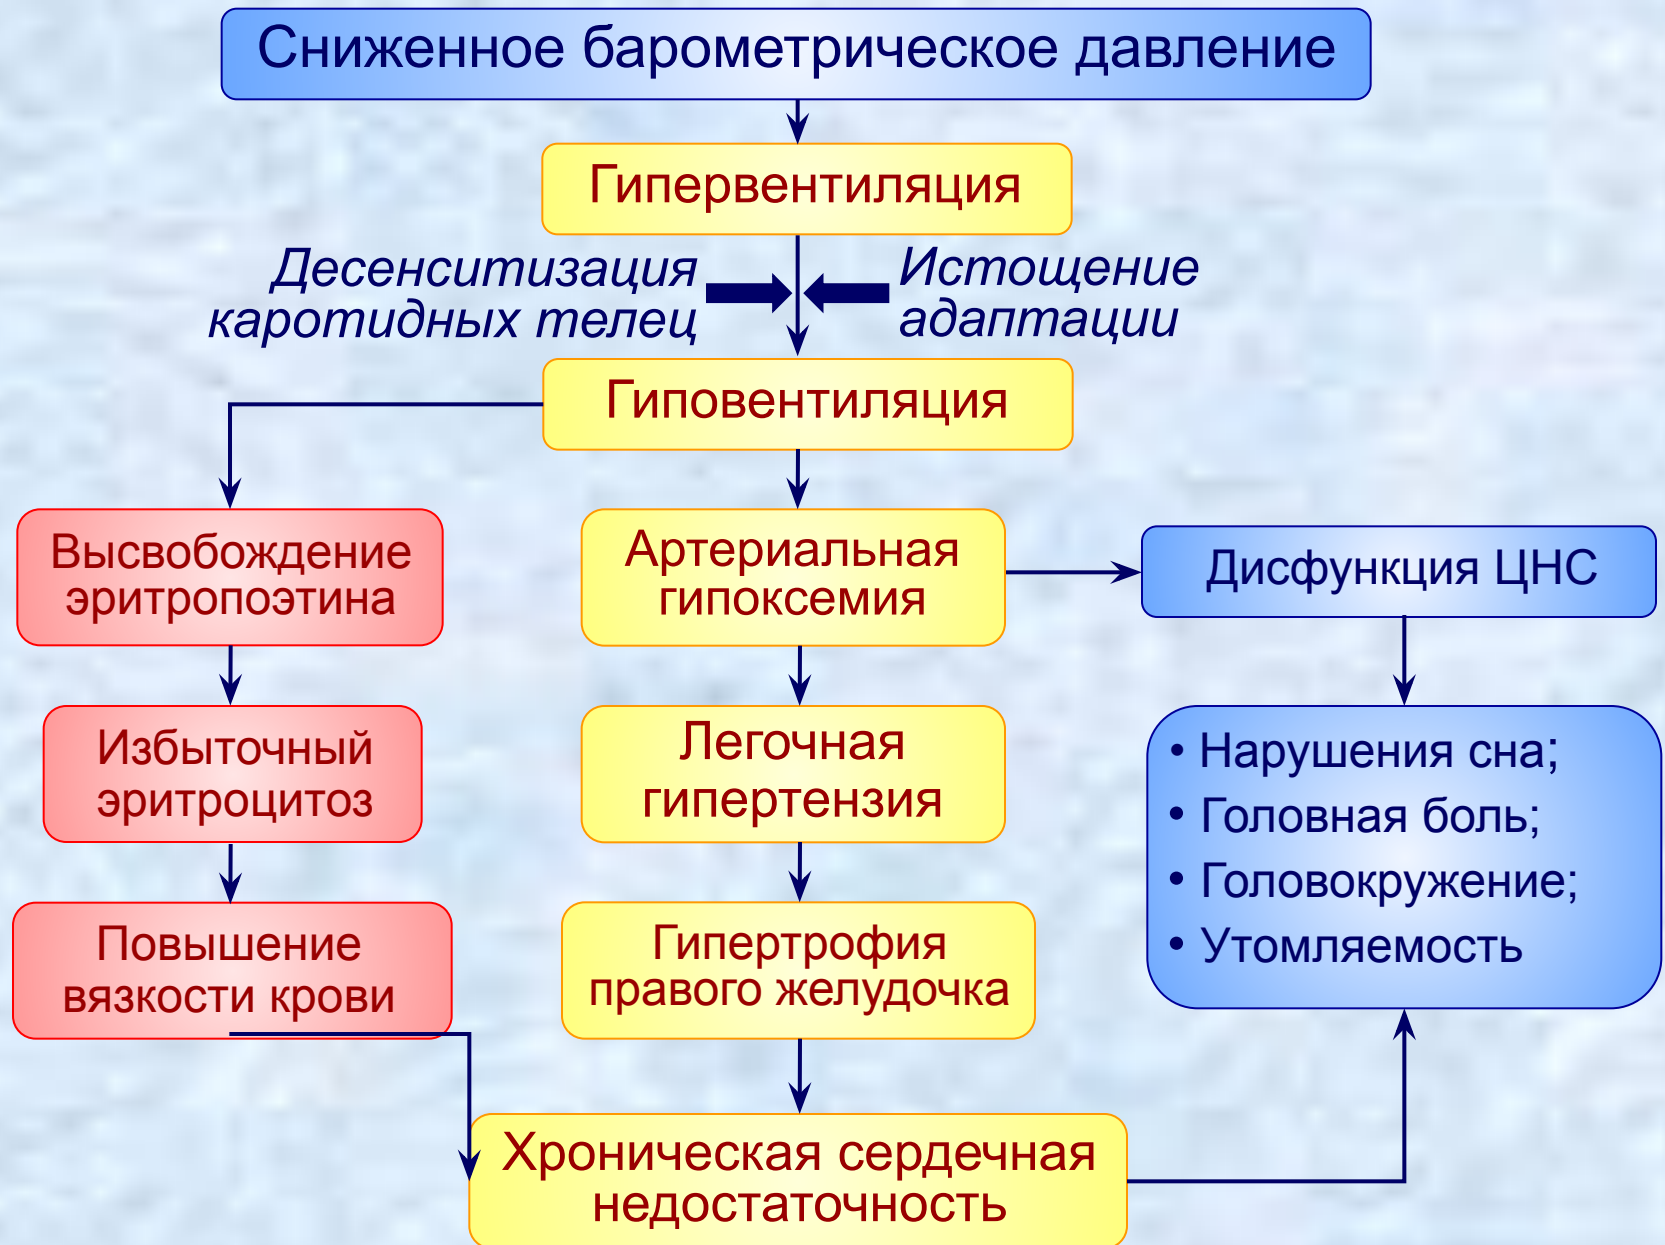 Сниженное барометрическое давление
Гипервентиляция
Десенситизация
каротидных телец
Истощение
адаптации
Гиповентиляция
Высвобождение
эритропоэтина
Артериальная
гипоксемия
Дисфункция ЦНС
Избыточный
эритроцитоз
Легочная
гипертензия
• Нарушения сна;
• Головная боль;
• Головокружение;
• Утомляемость
Повышение
вязкости крови
Гипертрофия
правого желудочка
Хроническая сердечная
недостаточность